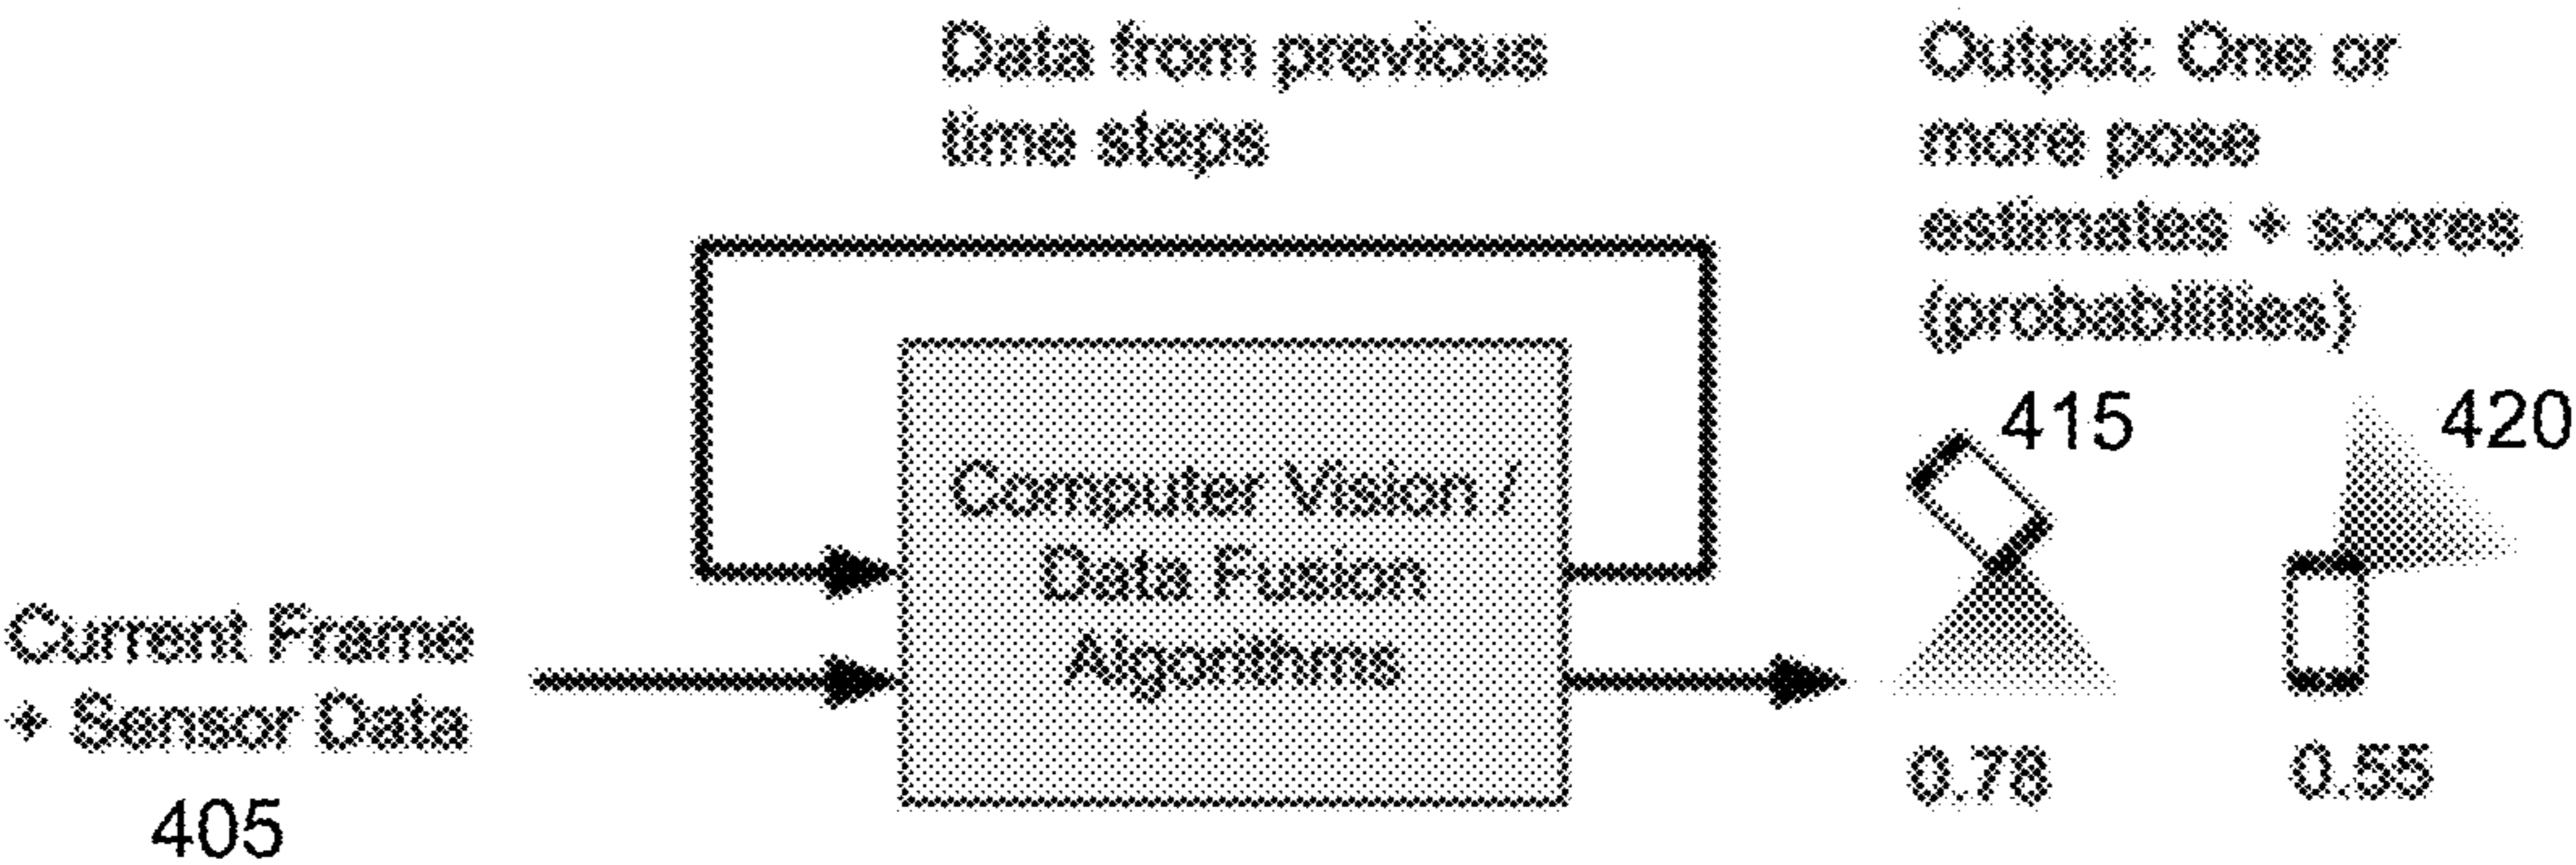 Data from previous
time steps
Output: One or
more pose
estimates + scores
(probabilities)
415
420
Computer Vision /
Data Fusion
Algorithms
Current Frame
+ Sensor Data
405
0.78
0.55